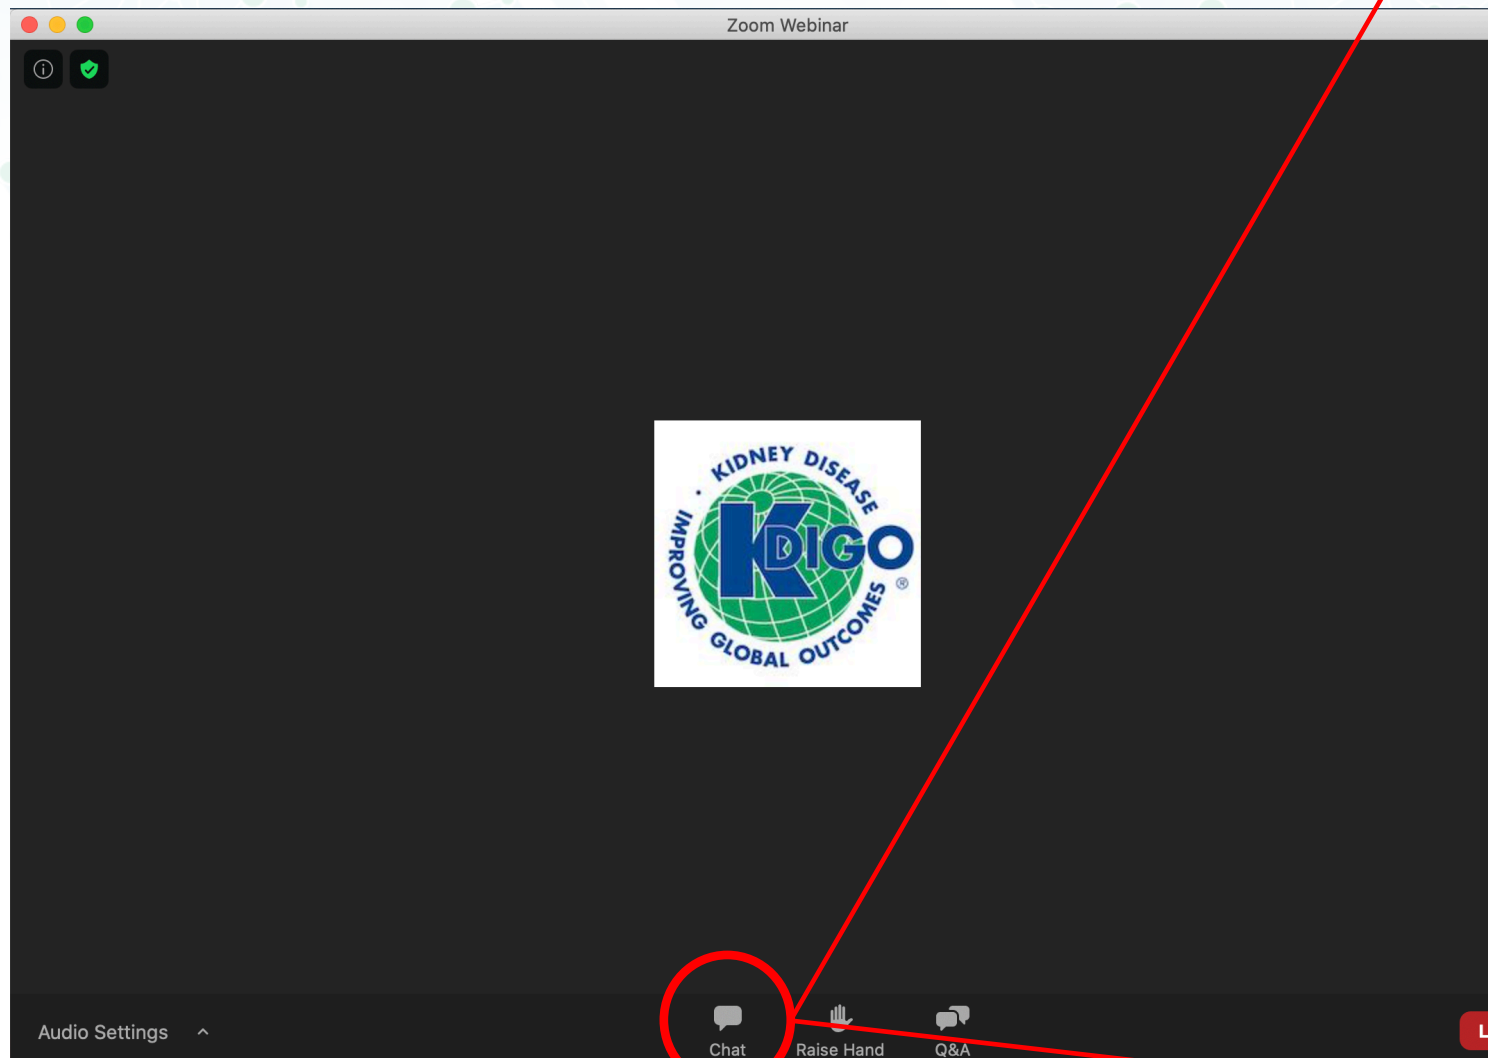 Zoom Webinar
KIDNEY DISEASE
KDIGO
®
IMPROVING GLOBAL OUTCOMES
Audio Settings
Chat
Raise Hand
Q&A